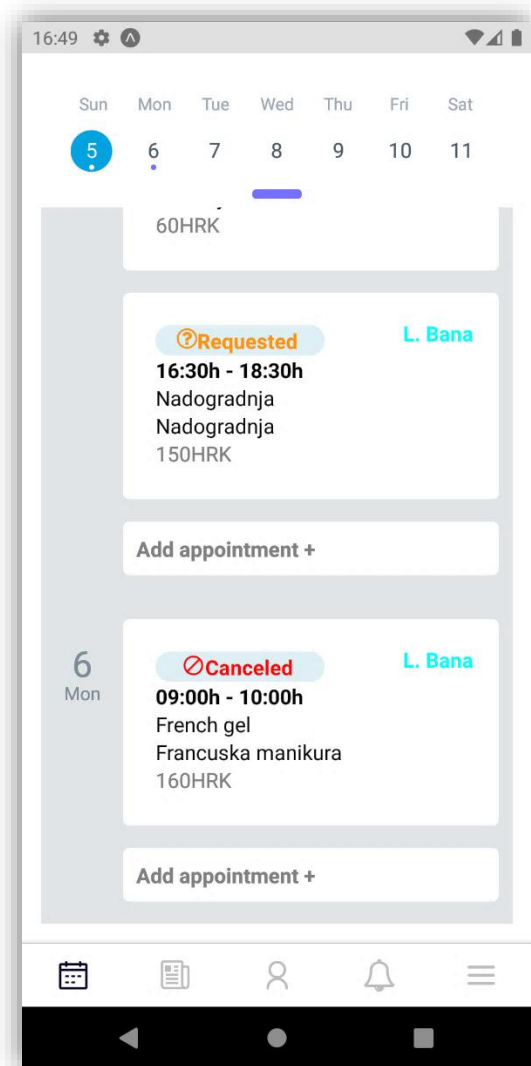 16:49
Sun Mon Tue Wed Thu Fri Sat
5 6 7 8 9 10 11
60HRK
Requested
L. Bana
16:30h - 18:30h
Nadogradnja
Nadogradnja
150HRK
Add appointment +
6
Mon
Canceled
L. Bana
09:00h - 10:00h
French gel
Francuska manikura
160HRK
Add appointment +